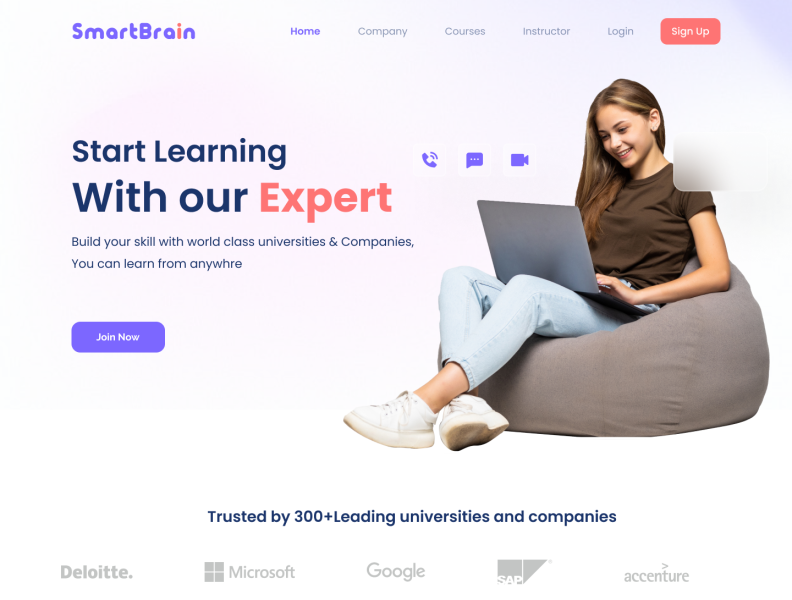 SmartBrain
Home Company Courses Instructor Login Sign Up
Start Learning
With our Expert
Build your skill with world class universities & Companies,
You can learn from anywhre
Join Now
Trusted by 300+Leading universities and companies
Deloitte. Microsoft Google SAP accenture